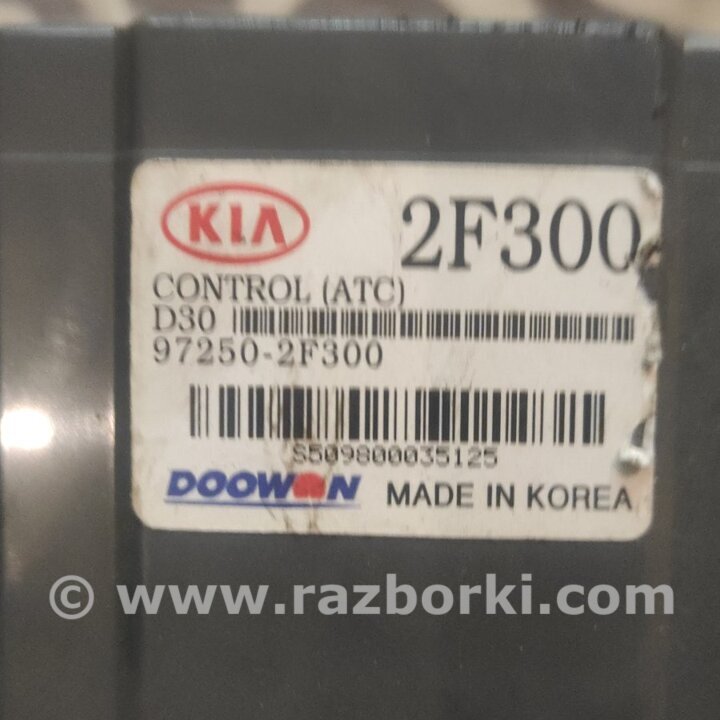 KIA 2F300
CONTROL (ATC)
D30
97250-2F300
S509800035125
DOOWON MADE IN KOREA
© www.razborki.com